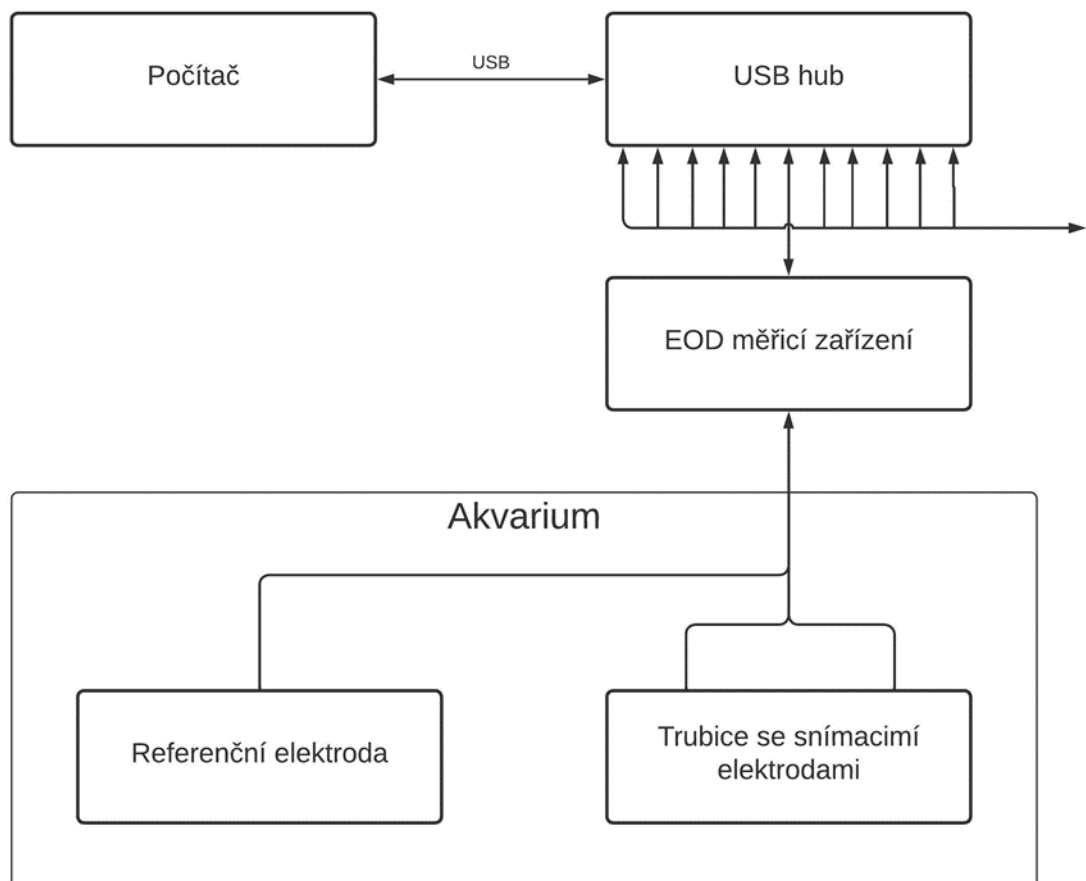 Počítač
USB
USB hub
EOD měřicí zařízení
Akvarium
Referenční elektroda
Trubice se snímacimí
elektrodami